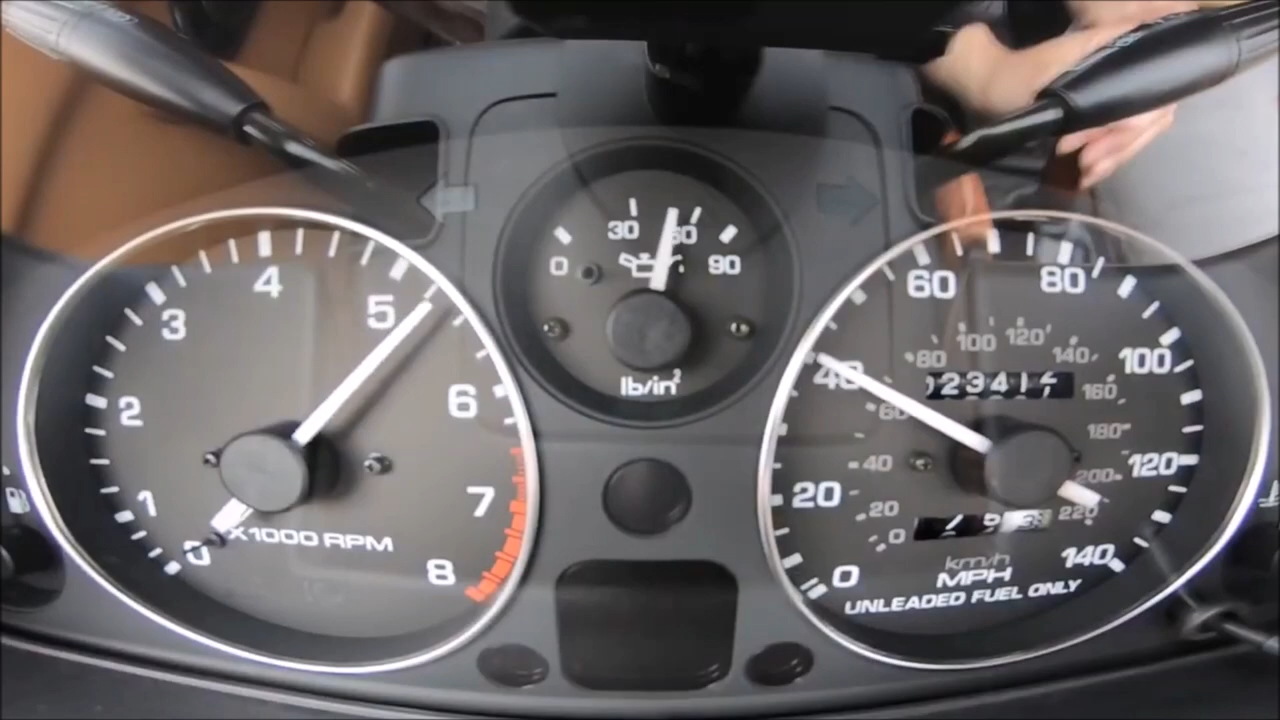 0 1 2 3 4 5 6 7 8
X1000 RPM
0 30 60 90
lb/in²
0 20 40 60 80 100 120 140
0 20 40 60 80 100 120 140 160 180 200 220
km/h
MPH
UNLEADED FUEL ONLY